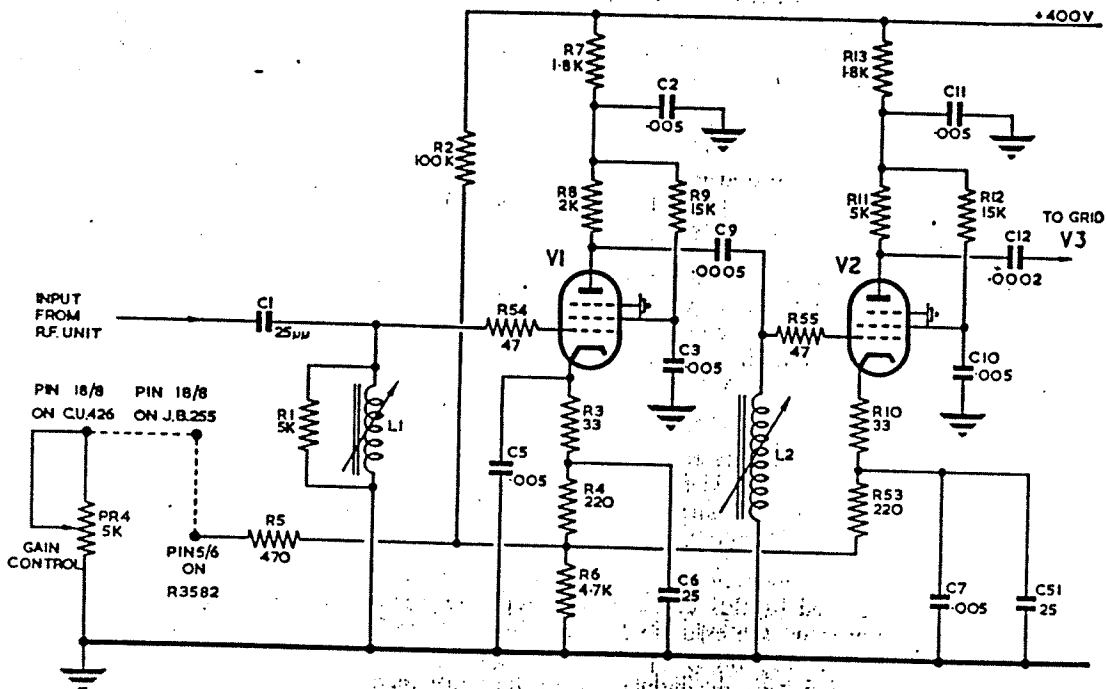 +400V
R7
1·8K
R13
1·8K
C2
·005
C11
·005
R2
100K
R8
2K
R9
15K
R11
5K
R12
15K
TO GRID
V3
C9
·0005
C12
·0002
V1
V2
INPUT
FROM
R.F. UNIT
C1
25μμ
R54
47
R55
47
C3
·005
C10
·005
PIN 18/8
ON C.U.426
PIN 18/8
ON J.B.255
R1
5K
L1
R3
33
R10
33
C5
·005
L2
R4
220
R53
220
PR4
5K
GAIN
CONTROL
R5
470
PIN 5/6
ON
R3582
R6
4.7K
C6
25
C7
·005
C51
25